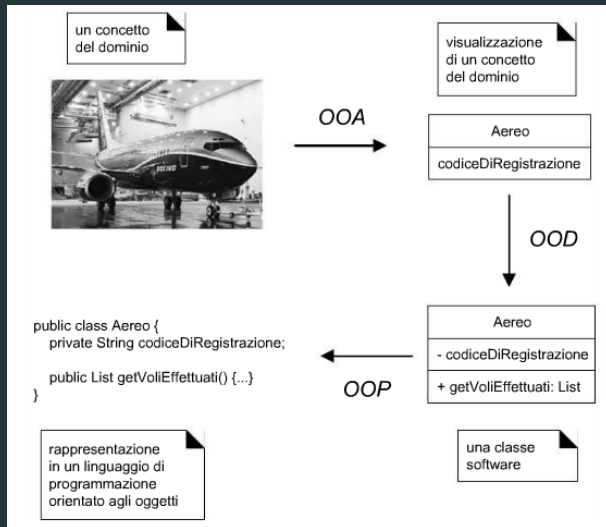 un concetto
del dominio
visualizzazione
di un concetto
del dominio
OOA
Aereo
codiceDiRegistrazione
BOEING
OOD
Aereo
- codiceDiRegistrazione
+ getVoliEffettuati: List
OOP
public class Aereo {
private String codiceDiRegistrazione;
public List getVoliEffettuati() {...}
}
rappresentazione
in un linguaggio di
programmazione
orientato agli oggetti
una classe
software